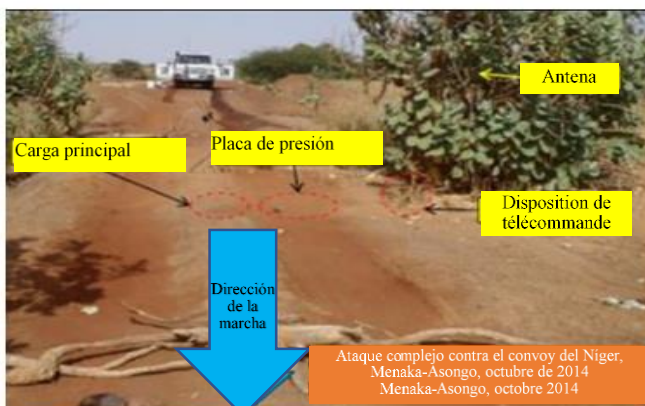 Antena
Placa de presión
Carga principal
Disposition de
télécommande
Dirección
de la
marcha
Ataque complejo contra el convoy del Niger,
Menaka-Asongo, octubre de 2014
Menaka-Asongo, octobre 2014